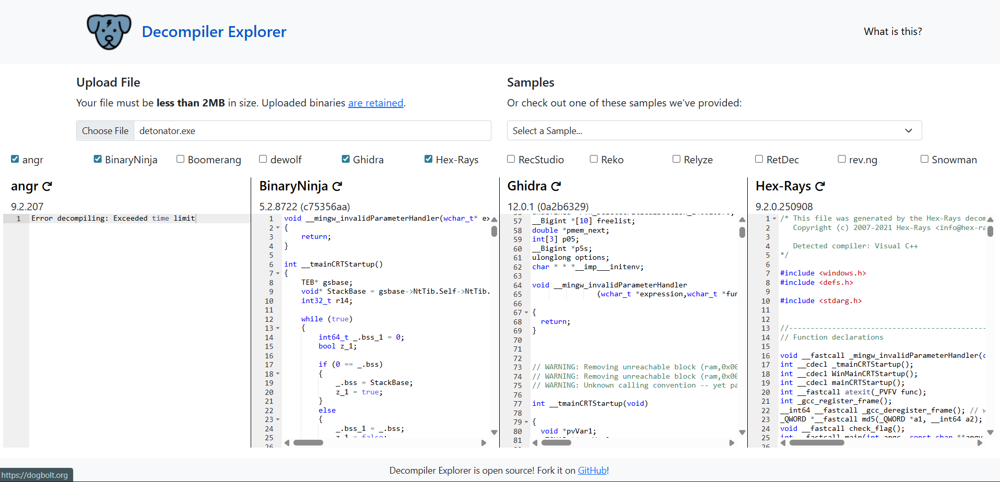 Decompiler Explorer
What is this?
Upload File
Your file must be less than 2MB in size. Uploaded binaries are retained.
Choose File detonator.exe
Samples
Or check out one of these samples we've provided:
Select a Sample...
angr BinaryNinja Boomerang dewolf Ghidra Hex-Rays RecStudio Reko Relyze RetDec rev.ng Snowman
angr
9.2.207
1 Error decompiling: Exceeded time limit
BinaryNinja
5.2.8722 (c75356aa)
1 void __mingw_invalidParameterHandler(wchar_t* ex
2 {
3 return;
4 }
5
6 int __tmainCRTStartup()
7 {
8 TEB* gsbase;
9 void* StackBase = gsbase->NtTib.Self->NtTib.
10 int32_t r14;
11
12 while (true)
13 {
14 int64_t _.bss_1 = 0;
15 bool z_1;
16
17 if (0 == _.bss)
18 {
19 _.bss = StackBase;
20 z_1 = true;
21 }
22 else
23 {
24 _.bss_1 = _.bss;
25 z_1 = false;
26
Ghidra
12.0.1 (0a2b6329)
57 __Bigint *[10] freelist;
58 double *pmem_next;
59 int[3] p05;
60 __Bigint *p5s;
61 ulonglong options;
62 char * * *__imp___initenv;
63
64 void __mingw_invalidParameterHandler
65 (wchar_t *expression,wchar_t *fun
66
67 {
68 return;
69 }
70
71
72
73 // WARNING: Removing unreachable block (ram,0x00
74 // WARNING: Removing unreachable block (ram,0x00
75 // WARNING: Unknown calling convention -- yet pa
76
77 int __tmainCRTStartup(void)
78
79 {
80 void *pvVar1;
81
Hex-Rays
9.2.0.250908
1 /* This file was generated by the Hex-Rays decom
2 Copyright (c) 2007-2021 Hex-Rays <info@hex-ra
3
4 Detected compiler: Visual C++
5 */
6
7 #include <windows.h>
8 #include <defs.h>
9
10 #include <stdarg.h>
11
12
13 //------------------------------------------------
14 // Function declarations
15
16 void __fastcall _mingw_invalidParameterHandler(c
17 int __cdecl _tmainCRTStartup();
18 int __cdecl WinMainCRTStartup();
19 int __cdecl mainCRTStartup();
20 int __fastcall atexit(_PVFV func);
21 int _gcc_register_frame();
22 __int64 __fastcall _gcc_deregister_frame(); // w
23 _QWORD *__fastcall md5(_QWORD *a1, __int64 a2);
24 void __fastcall check_flag();
25 int __fastcall main(int argc, const char **argv
26
Decompiler Explorer is open source! Fork it on GitHub!
https://dogbolt.org